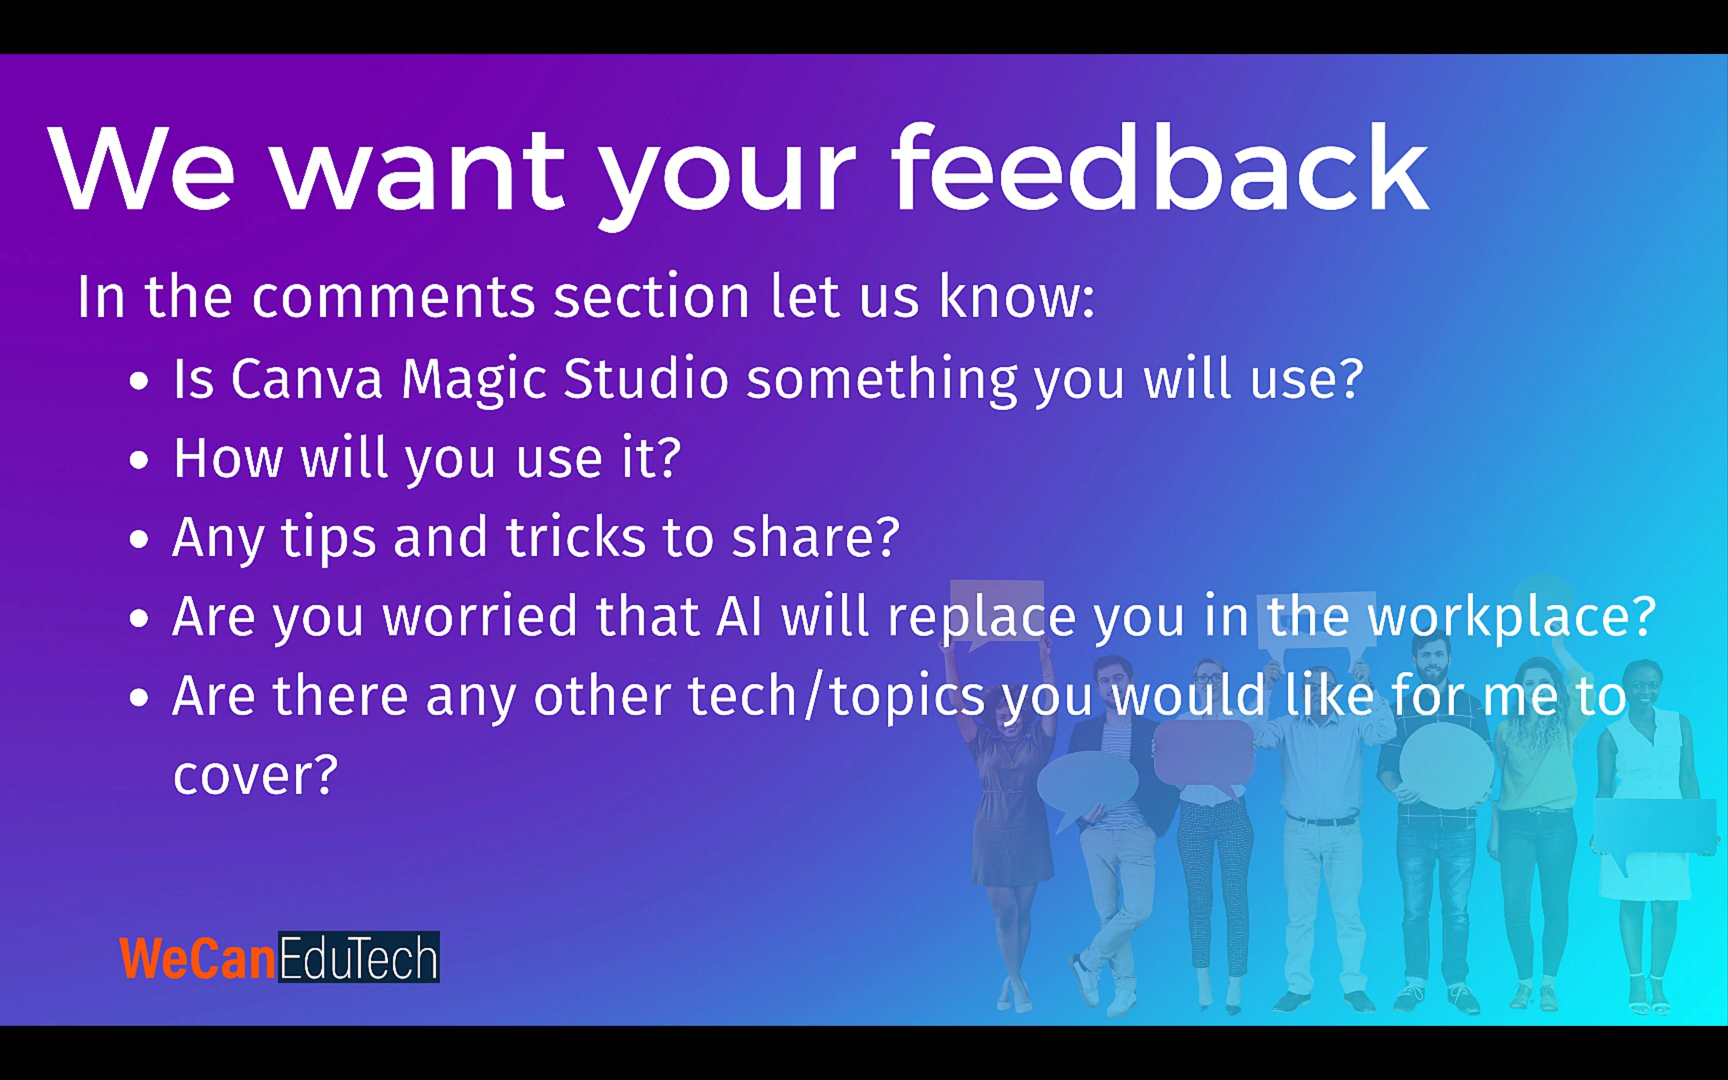 We want your feedback
In the comments section let us know:
• Is Canva Magic Studio something you will use?
• How will you use it?
• Any tips and tricks to share?
• Are you worried that AI will replace you in the workplace?
• Are there any other tech/topics you would like for me to
cover?
WeCanEduTech